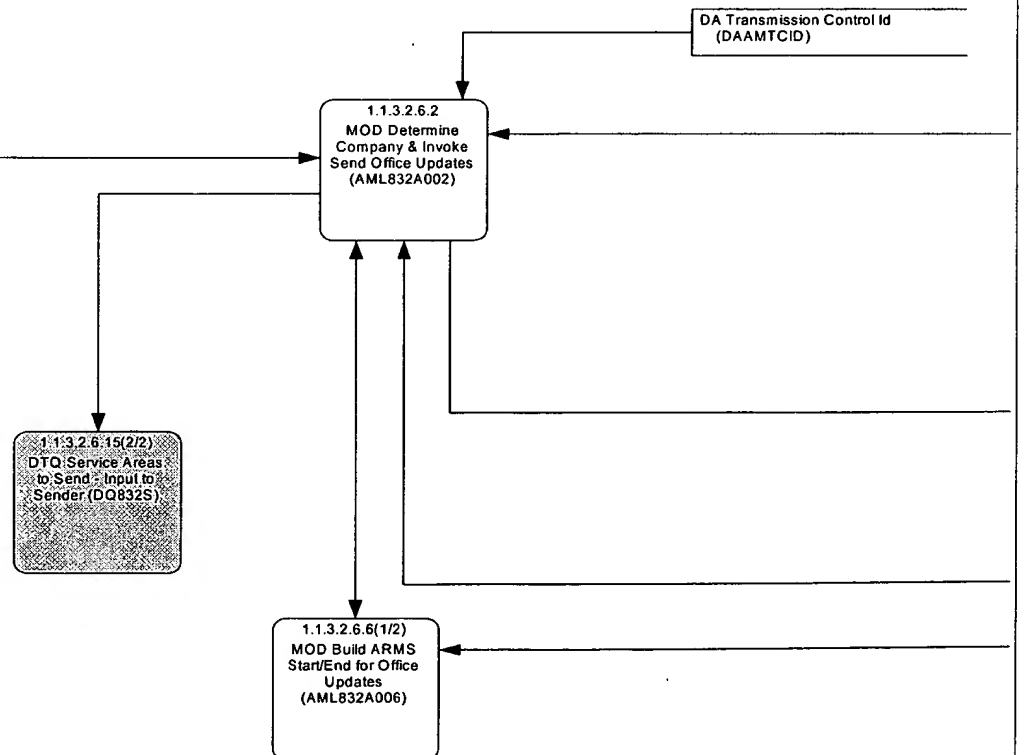 DA Transmission Control Id
(DAAMTCID)
1.1.3.2.6.2
MOD Determine
Company & Invoke
Send Office Updates
(AML832A002)
1.1.3.2.6.15(2/2)
DTQ Service Areas
to Send - Input to
Sender (DQ832S)
1.1.3.2.6.6(1/2)
MOD Build ARMS
Start/End for Office
Updates
(AML832A006)